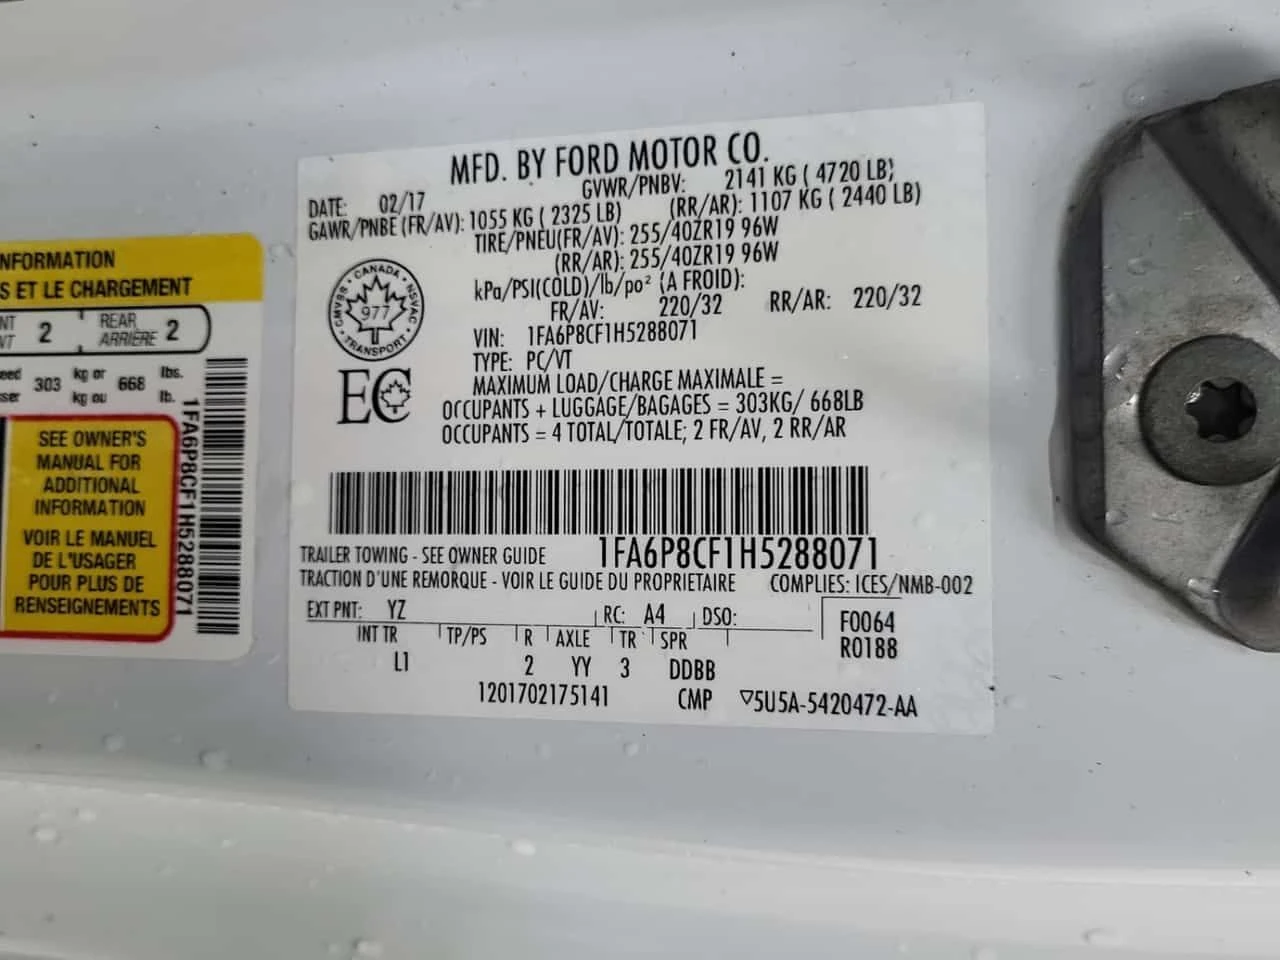 NFORMATION
S ET LE CHARGEMENT
NT 2 REAR 2
NT ARRIÈRE
eed 303 kg or 668 lbs.
sser kg ou lb.
SEE OWNER'S
MANUAL FOR
ADDITIONAL
INFORMATION
VOIR LE MANUEL
DE L'USAGER
POUR PLUS DE
RENSEIGNEMENTS
1FA6P8CF1H5288071
MFD. BY FORD MOTOR CO.
DATE: 02/17 GVWR/PNBV: 2141 KG ( 4720 LB)
GAWR/PNBE (FR/AV): 1055 KG ( 2325 LB) (RR/AR): 1107 KG ( 2440 LB)
TIRE/PNEU(FR/AV): 255/40ZR19 96W
(RR/AR): 255/40ZR19 96W
kPa/PSI(COLD)/lb/po² (A FROID):
FR/AV: 220/32 RR/AR: 220/32
CANADA
CMVSS 977 NSVAC
TRANSPORT
EC
VIN: 1FA6P8CF1H5288071
TYPE: PC/VT
MAXIMUM LOAD/CHARGE MAXIMALE =
OCCUPANTS + LUGGAGE/BAGAGES = 303KG/ 668LB
OCCUPANTS = 4 TOTAL/TOTALE; 2 FR/AV, 2 RR/AR
TRAILER TOWING - SEE OWNER GUIDE 1FA6P8CF1H5288071
TRACTION D'UNE REMORQUE - VOIR LE GUIDE DU PROPRIETAIRE COMPLIES: ICES/NMB-002
EXT PNT: YZ RC: A4 DSO: F0064
INT TR TP/PS R AXLE TR SPR R0188
L1 2 YY 3 DDBB
1201702175141 CMP ▽5U5A-5420472-AA